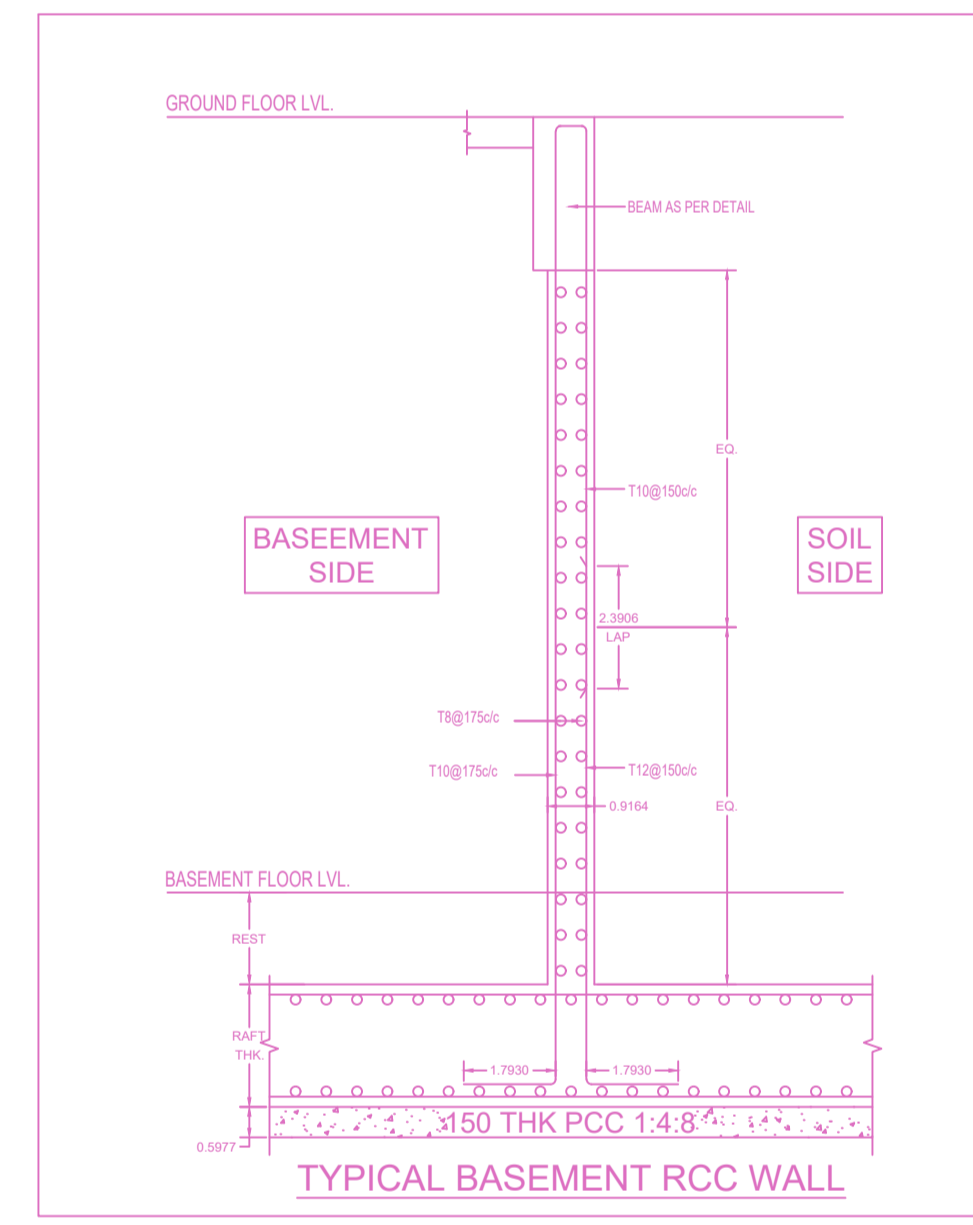 GROUND FLOOR LVL.
BEAM AS PER DETAIL
EQ.
T10@150c/c
BASEEMENT
SIDE
SOIL
SIDE
2.3906
LAP
T8@175c/c
T10@175c/c
T12@150c/c
0.9164
EQ.
BASEMENT FLOOR LVL.
REST
RAFT
THK.
1.7930
1.7930
150 THK PCC 1:4:8
0.5977
TYPICAL BASEMENT RCC WALL